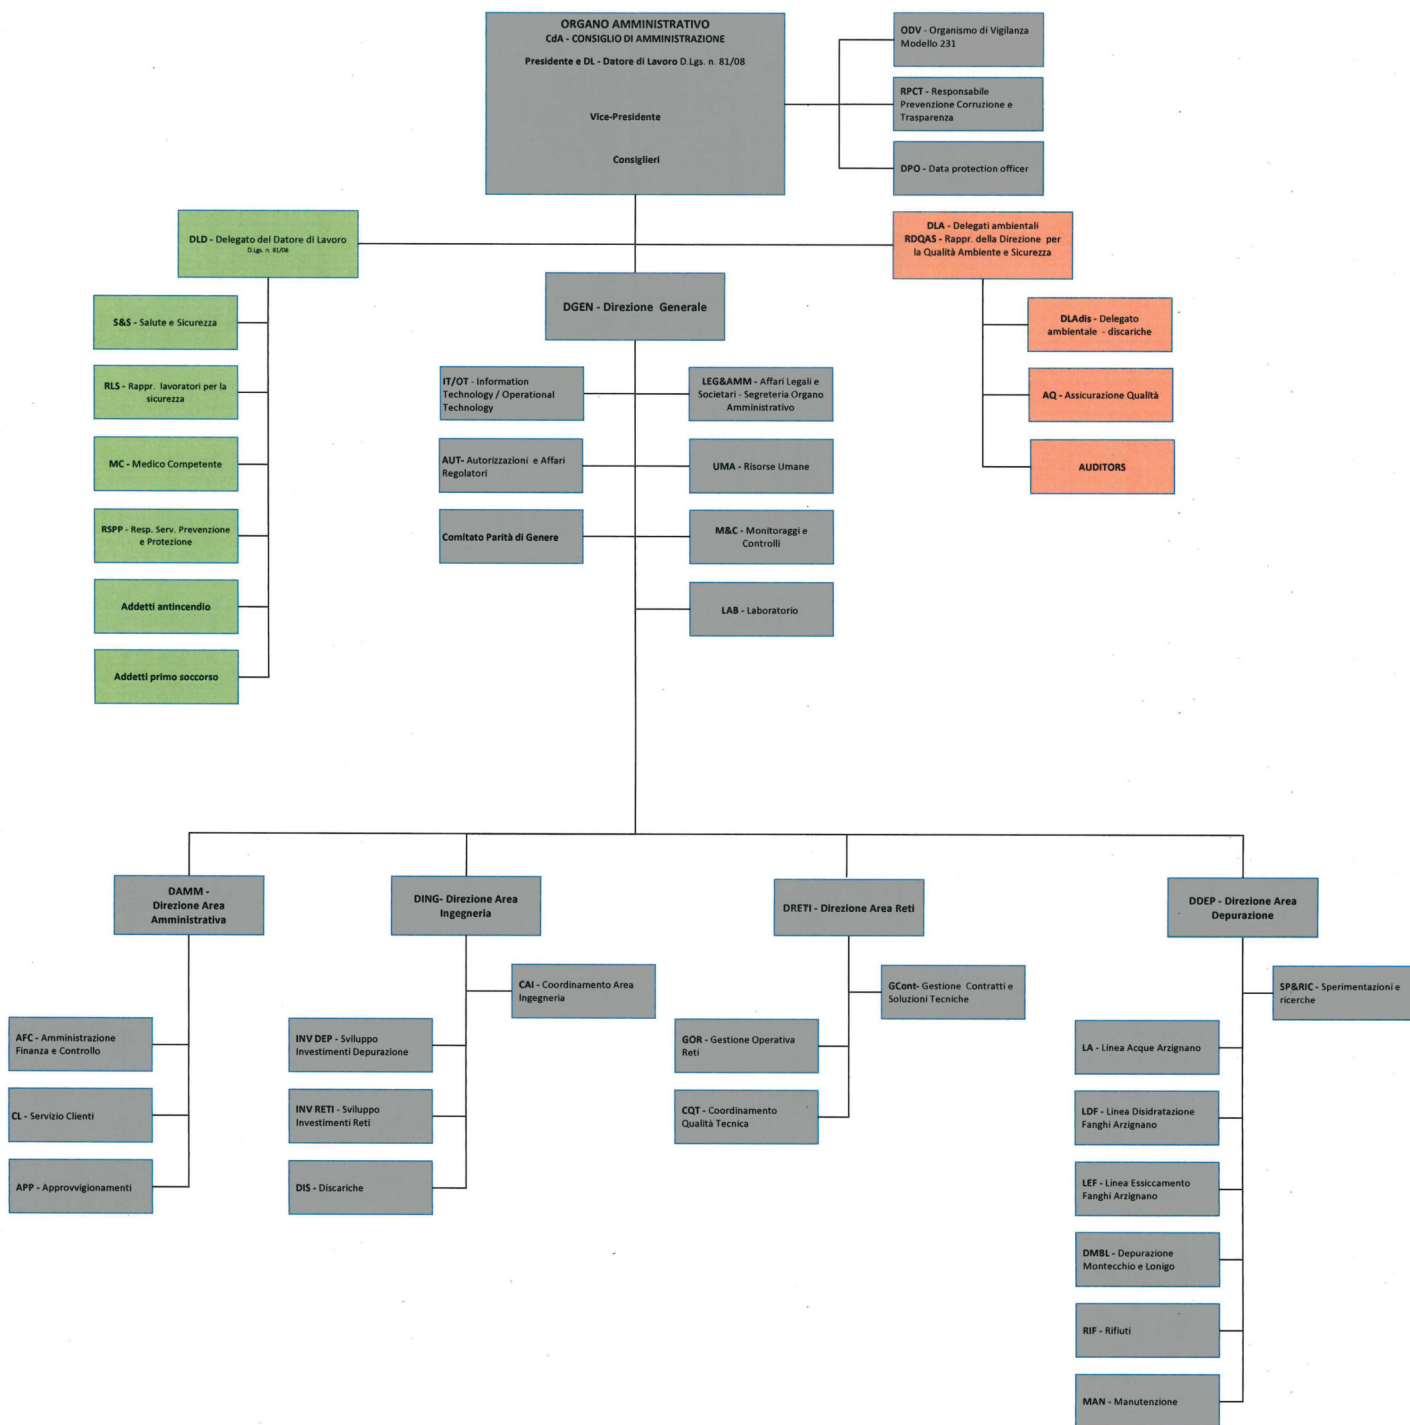 ORGANO AMMINISTRATIVO
CdA - CONSIGLIO DI AMMINISTRAZIONE
Presidente e DL - Datore di Lavoro D.Lgs. n. 81/08
Vice-Presidente
Consiglieri
ODV - Organismo di Vigilanza
Modello 231
RPCT - Responsabile
Prevenzione Corruzione e
Trasparenza
DPO - Data protection officer
DLD - Delegato del Datore di Lavoro
D.Lgs. n. 81/08
DLA - Delegati ambientali
RDQAS - Rappr. della Direzione per
la Qualità Ambiente e Sicurezza
DGEN - Direzione Generale
S&S - Salute e Sicurezza
RLS - Rappr. lavoratori per la
sicurezza
MC - Medico Competente
RSPP - Resp. Serv. Prevenzione
e Protezione
Addetti antincendio
Addetti primo soccorso
DLAdis - Delegato
ambientale - discariche
AQ - Assicurazione Qualità
AUDITORS
IT/OT - Information
Technology / Operational
Technology
LEG&AMM - Affari Legali e
Societari - Segreteria Organo
Amministrativo
AUT- Autorizzazioni e Affari
Regolatori
UMA - Risorse Umane
Comitato Parità di Genere
M&C - Monitoraggi e
Controlli
LAB - Laboratorio
DAMM -
Direzione Area
Amministrativa
AFC - Amministrazione
Finanza e Controllo
CL - Servizio Clienti
APP - Approvvigionamenti
DING- Direzione Area
Ingegneria
CAI - Coordinamento Area
Ingegneria
INV DEP - Sviluppo
Investimenti Depurazione
INV RETI - Sviluppo
Investimenti Reti
DIS - Discariche
DRETI - Direzione Area Reti
GCont- Gestione Contratti e
Soluzioni Tecniche
GOR - Gestione Operativa
Reti
CQT - Coordinamento
Qualità Tecnica
DDEP - Direzione Area
Depurazione
SP&RIC - Sperimentazioni e
ricerche
LA - Linea Acque Arzignano
LDF - Linea Disidratazione
Fanghi Arzignano
LEF - Linea Essiccamento
Fanghi Arzignano
DMBL - Depurazione
Montecchio e Lonigo
RIF - Rifiuti
MAN - Manutenzione